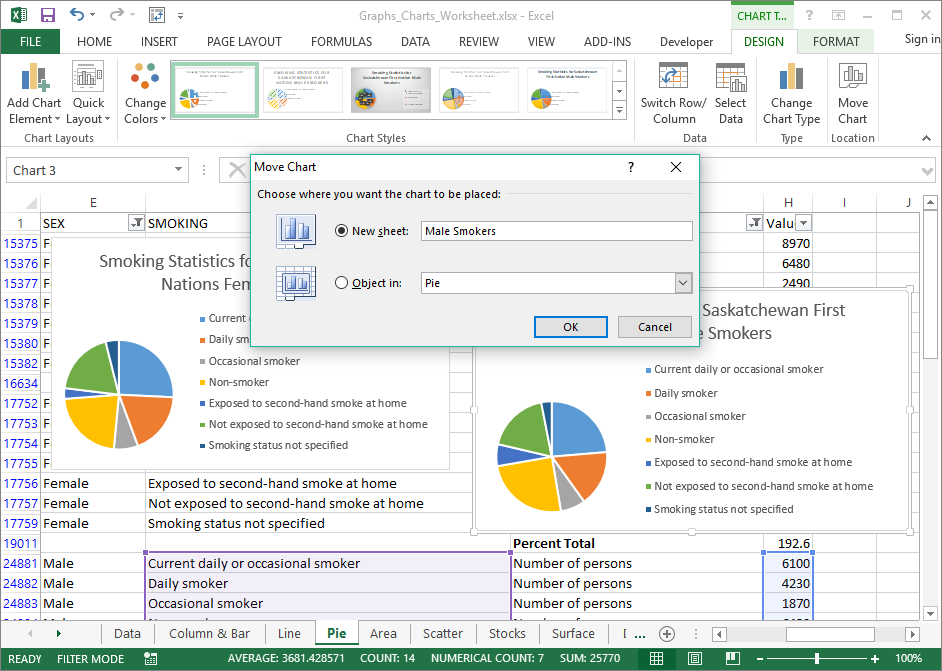 Graphs_Charts_Worksheet.xlsx - Excel
CHART T...
?
FILE HOME INSERT PAGE LAYOUT FORMULAS DATA REVIEW VIEW ADD-INS Developer DESIGN FORMAT Sign in
Add Chart Element
Quick Layout
Change Colors
Switch Row/ Column
Select Data
Change Chart Type
Move Chart
Chart Layouts
Chart Styles
Data
Type
Location
Chart 3
Move Chart
?
Choose where you want the chart to be placed:
New sheet: Male Smokers
Object in: Pie
OK Cancel
E H I J
1 SEX SMOKING Valu
15375 F 8970
15376 F 6480
15377 F 2490
15378 F
15379 F
15380 F
15382 F
16634
17752 F
17753 F
17754 F
17755 F
Smoking Statistics fo
Nations Fem
Current
Daily sm
Occasional smoker
Non-smoker
Exposed to second-hand smoke at home
Not exposed to second-hand smoke at home
Smoking status not specified
Saskatchewan First
e Smokers
Current daily or occasional smoker
Daily smoker
Occasional smoker
Non-smoker
Exposed to second-hand smoke at home
Not exposed to second-hand smoke at home
Smoking status not specified
17756 Female Exposed to second-hand smoke at home
17757 Female Not exposed to second-hand smoke at home
17759 Female Smoking status not specified
19011 Percent Total 192.6
24881 Male Current daily or occasional smoker Number of persons 6100
24882 Male Daily smoker Number of persons 4230
24883 Male Occasional smoker Number of persons 1870
Data Column & Bar Line Pie Area Scatter Stocks Surface ...
READY FILTER MODE AVERAGE: 3681.428571 COUNT: 14 NUMERICAL COUNT: 7 SUM: 25770 100%